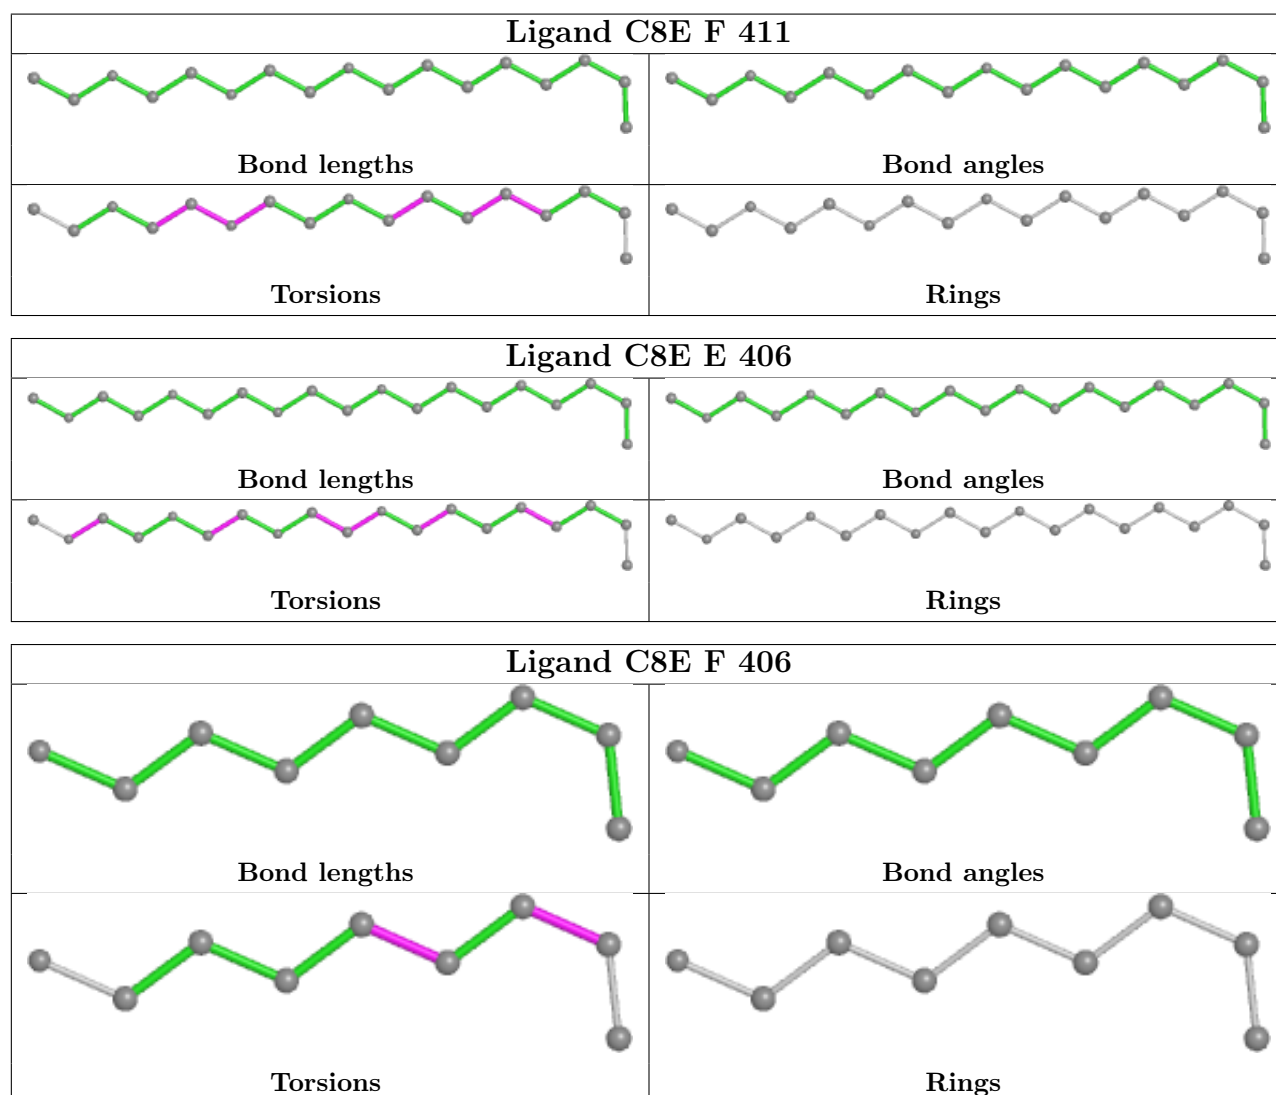 Ligand C8E F 411
Bond lengths
Bond angles
Torsions
Rings
Ligand C8E E 406
Bond lengths
Bond angles
Torsions
Rings
Ligand C8E F 406
Bond lengths
Bond angles
Torsions
Rings